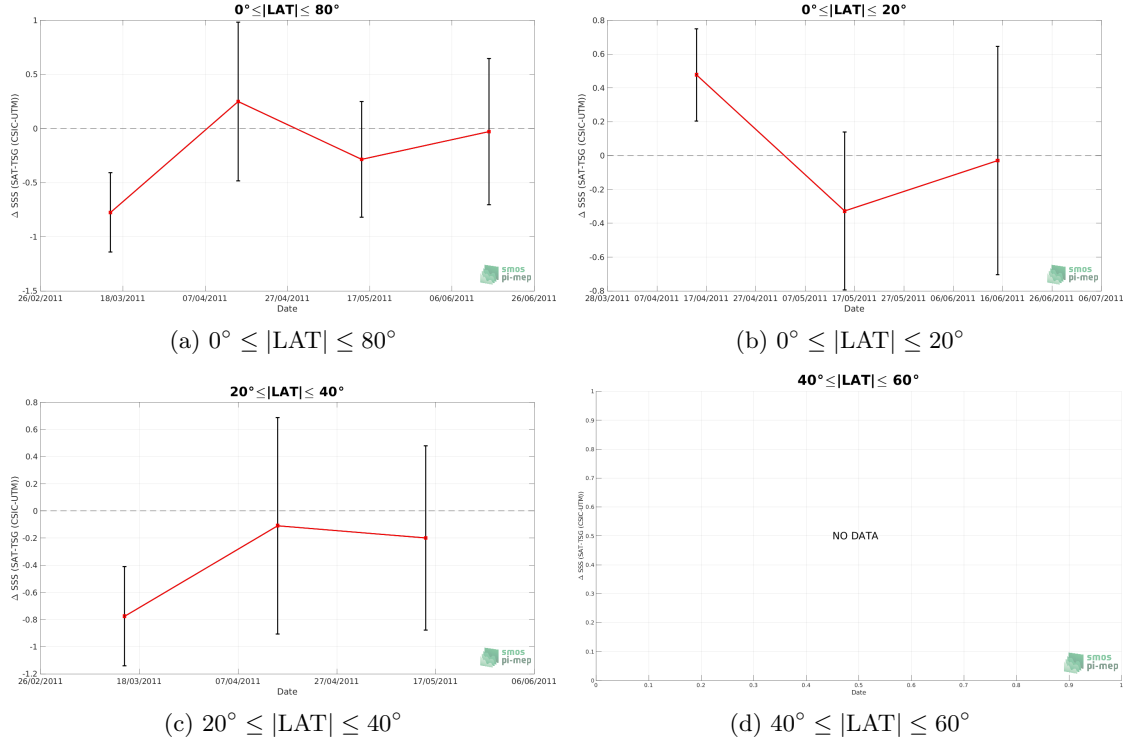 0°≤|LAT|≤ 80°
Δ SSS (SAT-TSG (CSIC-UTM))
1
0.5
0
-0.5
-1
-1.5
26/02/2011 18/03/2011 07/04/2011 27/04/2011 17/05/2011 06/06/2011 26/06/2011
Date
smos
pi-mep
(a) 0° ≤ |LAT| ≤ 80°
0°≤|LAT|≤ 20°
Δ SSS (SAT-TSG (CSIC-UTM))
0.8
0.6
0.4
0.2
0
-0.2
-0.4
-0.6
-0.8
28/03/2011 07/04/2011 17/04/2011 27/04/2011 07/05/2011 17/05/2011 27/05/2011 06/06/2011 16/06/2011 26/06/2011 06/07/2011
Date
smos
pi-mep
(b) 0° ≤ |LAT| ≤ 20°
20°≤|LAT|≤ 40°
Δ SSS (SAT-TSG (CSIC-UTM))
0.8
0.6
0.4
0.2
0
-0.2
-0.4
-0.6
-0.8
-1
-1.2
26/02/2011 18/03/2011 07/04/2011 27/04/2011 17/05/2011 06/06/2011
Date
smos
pi-mep
(c) 20° ≤ |LAT| ≤ 40°
40°≤|LAT|≤ 60°
Δ SSS (SAT-TSG (CSIC-UTM))
1
0.9
0.8
0.7
0.6
0.5
0.4
0.3
0.2
0.1
0
NO DATA
0 0.1 0.2 0.3 0.4 0.5 0.6 0.7 0.8 0.9 1
Date
smos
pi-mep
(d) 40° ≤ |LAT| ≤ 60°